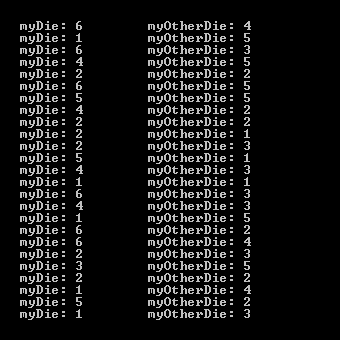 myDie: 6 myOtherDie: 4
myDie: 1 myOtherDie: 5
myDie: 6 myOtherDie: 3
myDie: 4 myOtherDie: 5
myDie: 2 myOtherDie: 2
myDie: 6 myOtherDie: 5
myDie: 5 myOtherDie: 5
myDie: 4 myOtherDie: 2
myDie: 2 myOtherDie: 2
myDie: 2 myOtherDie: 1
myDie: 2 myOtherDie: 3
myDie: 5 myOtherDie: 1
myDie: 4 myOtherDie: 3
myDie: 1 myOtherDie: 1
myDie: 6 myOtherDie: 3
myDie: 4 myOtherDie: 3
myDie: 1 myOtherDie: 5
myDie: 6 myOtherDie: 2
myDie: 6 myOtherDie: 4
myDie: 2 myOtherDie: 3
myDie: 3 myOtherDie: 5
myDie: 2 myOtherDie: 2
myDie: 1 myOtherDie: 4
myDie: 5 myOtherDie: 2
myDie: 1 myOtherDie: 3